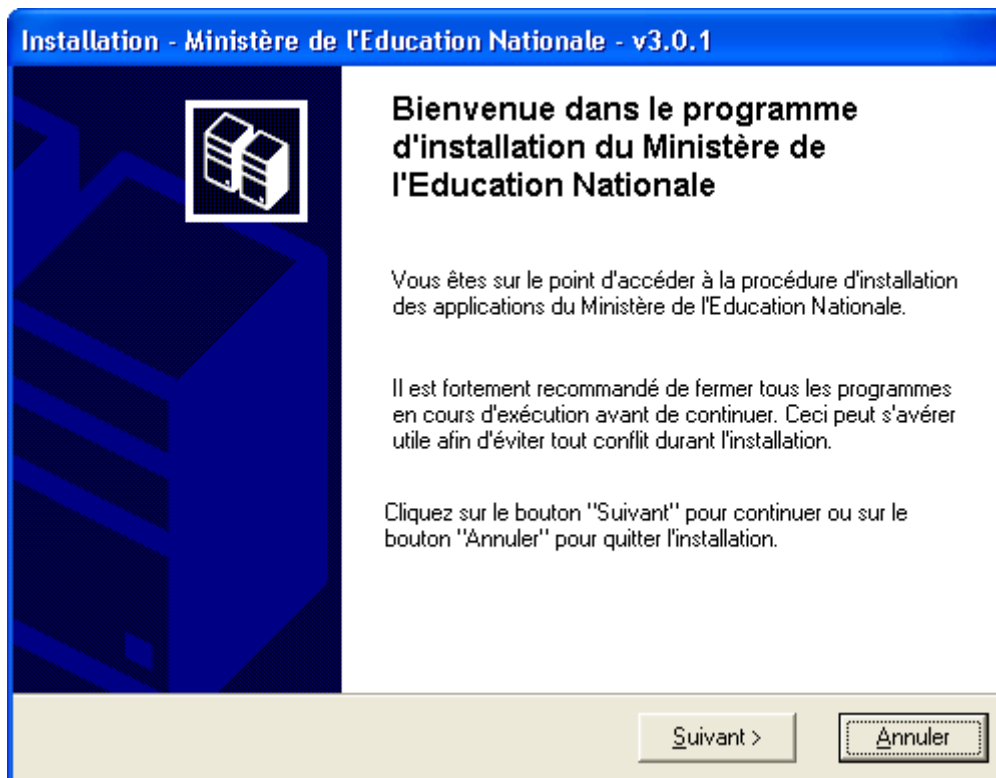 Installation - Ministère de l'Education Nationale - v3.0.1
Bienvenue dans le programme
d'installation du Ministère de
l'Education Nationale
Vous êtes sur le point d'accéder à la procédure d'installation
des applications du Ministère de l'Education Nationale.
Il est fortement recommandé de fermer tous les programmes
en cours d'exécution avant de continuer. Ceci peut s'avérer
utile afin d'éviter tout conflit durant l'installation.
Cliquez sur le bouton "Suivant" pour continuer ou sur le
bouton "Annuler" pour quitter l'installation.
Suivant >
Annuler